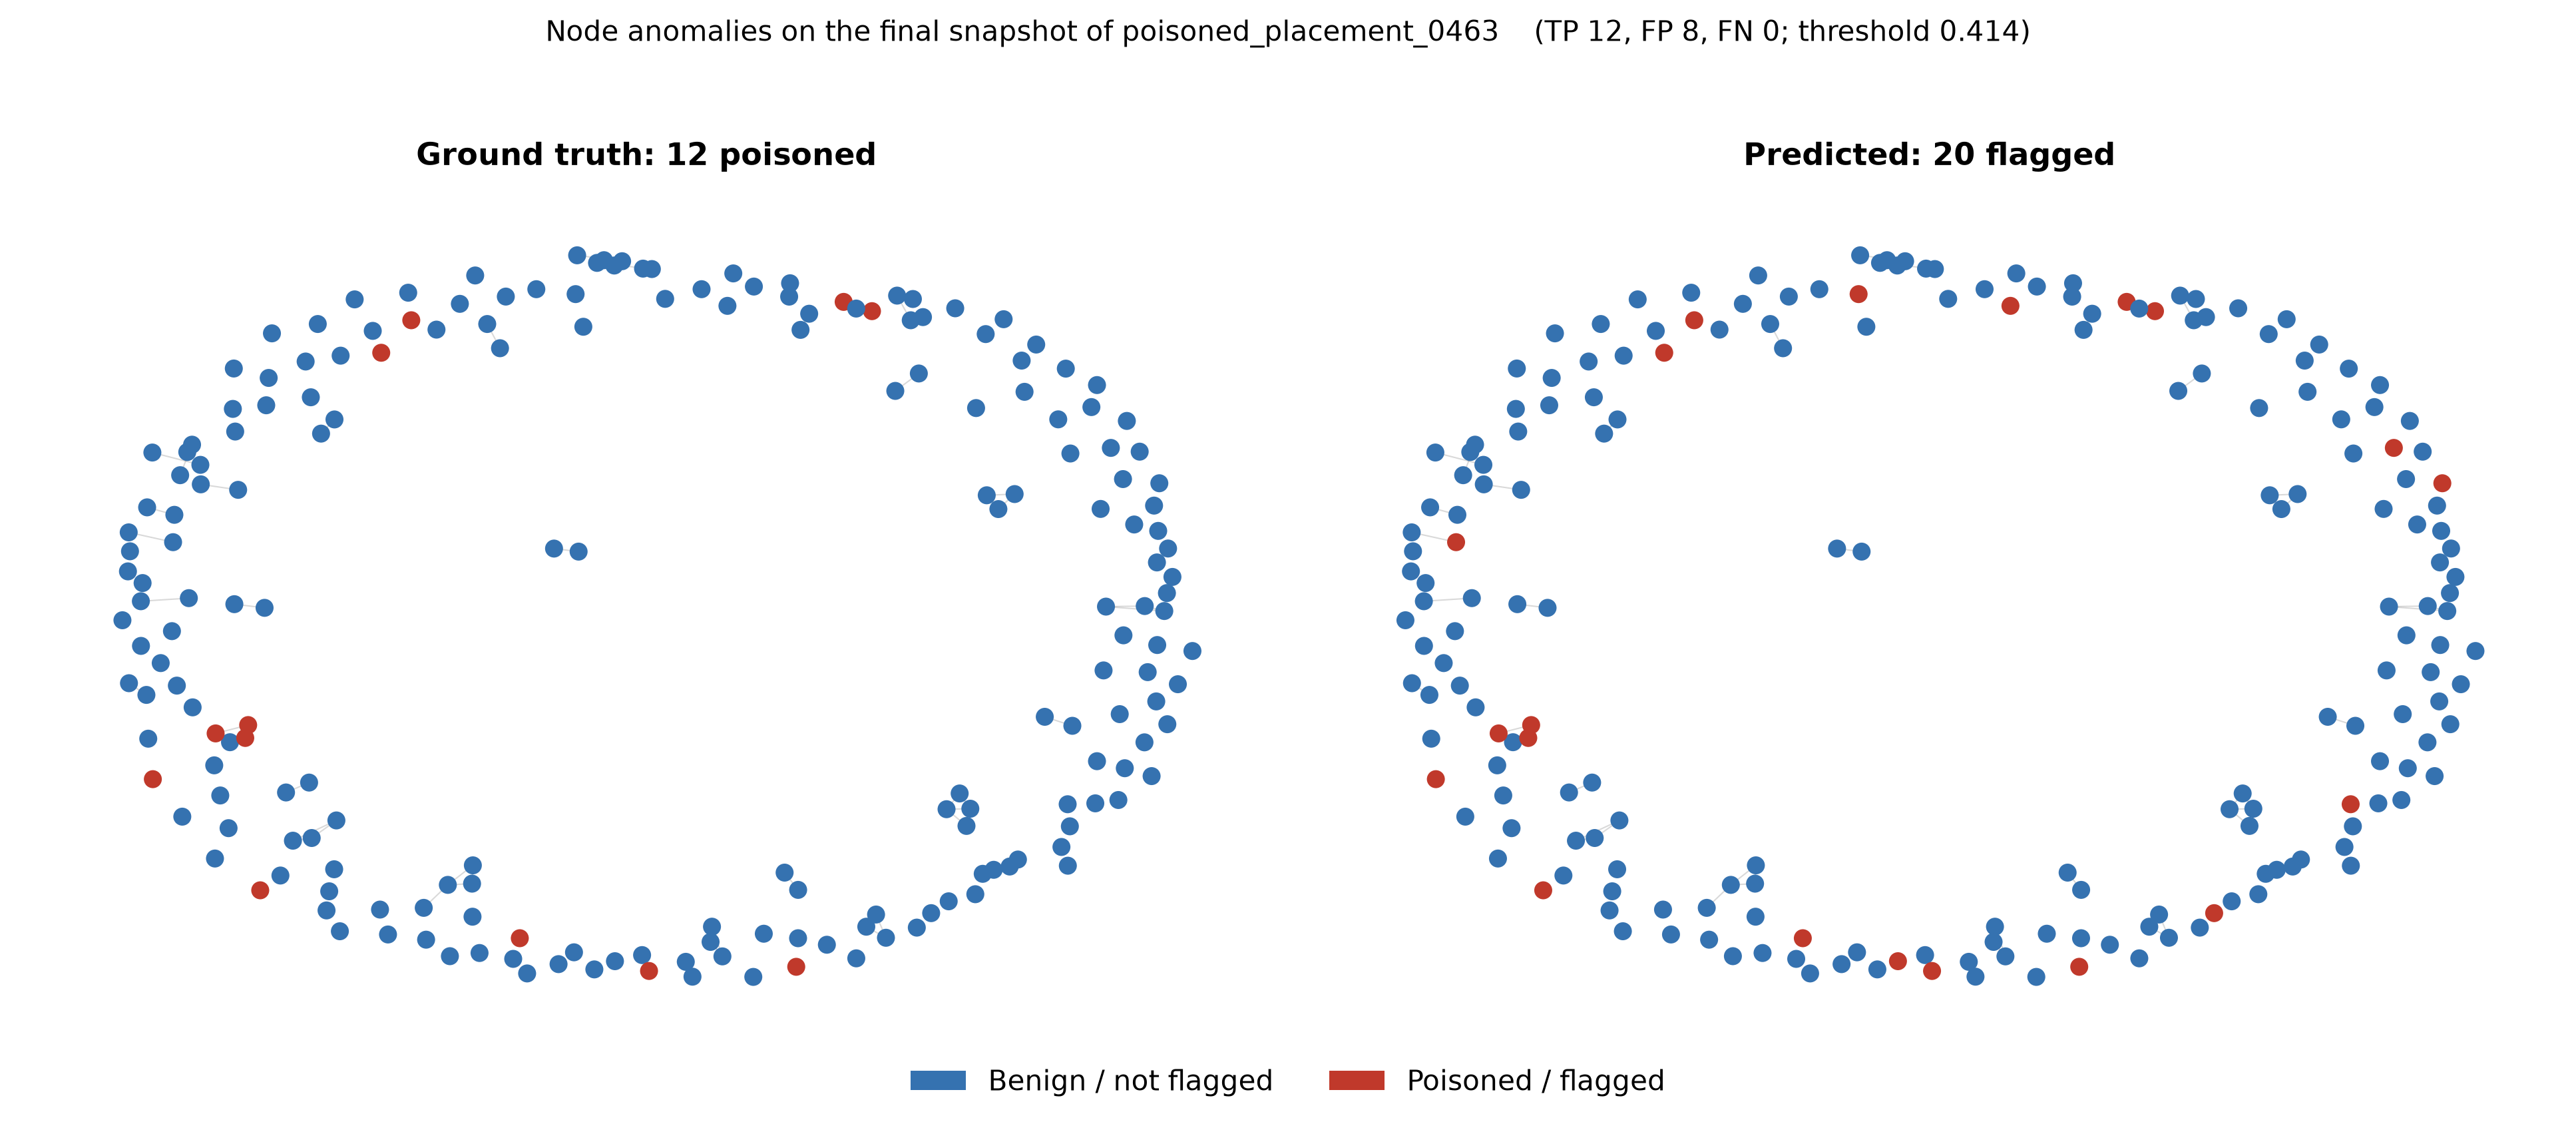 Node anomalies on the final snapshot of poisoned_placement_0463    (TP 12, FP 8, FN 0; threshold 0.414)
Ground truth: 12 poisoned
Predicted: 20 flagged
Benign / not flagged
Poisoned / flagged